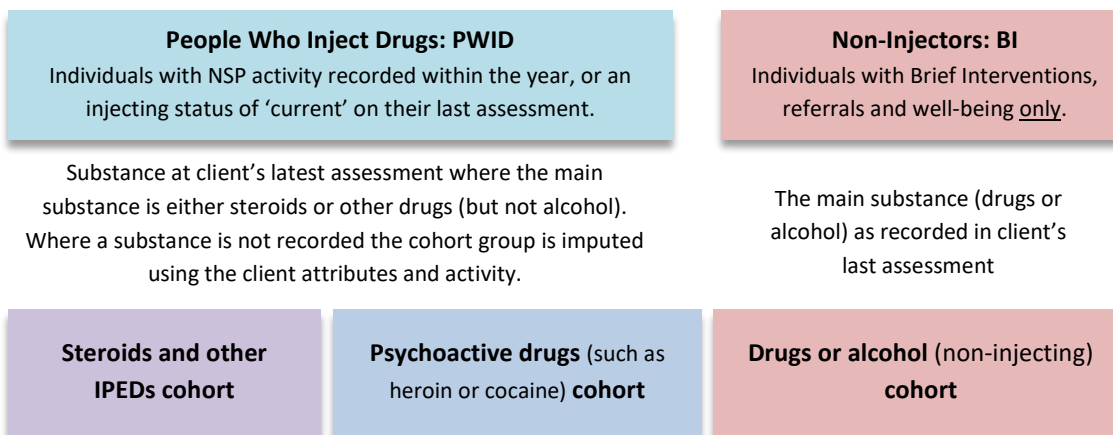 People Who Inject Drugs: PWID
Individuals with NSP activity recorded within the year, or an
injecting status of ‘current’ on their last assessment.
Non-Injectors: BI
Individuals with Brief Interventions,
referrals and well-being only.
Substance at client’s latest assessment where the main
substance is either steroids or other drugs (but not alcohol).
Where a substance is not recorded the cohort group is imputed
using the client attributes and activity.
The main substance (drugs or
alcohol) as recorded in client’s
last assessment
Steroids and other
IPEDs cohort
Psychoactive drugs (such as
heroin or cocaine) cohort
Drugs or alcohol (non-injecting)
cohort